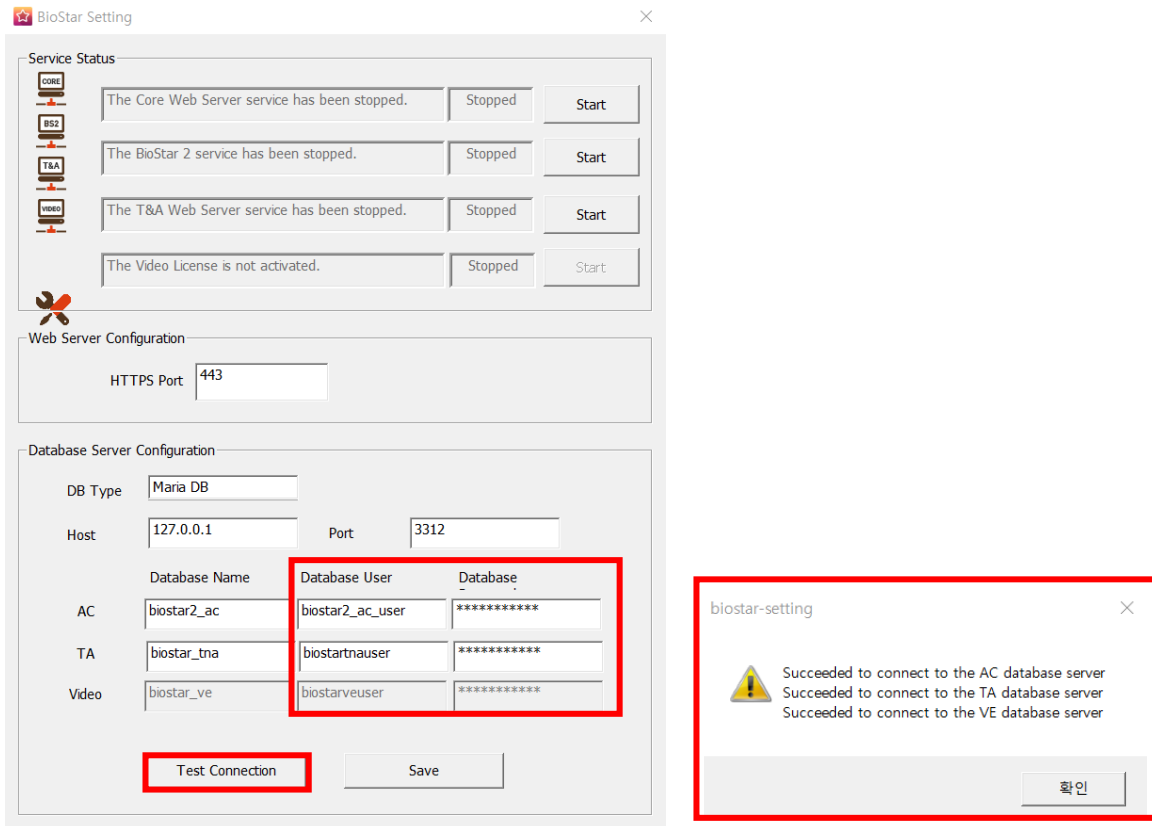 BioStar Setting
Service Status
CORE
The Core Web Server service has been stopped. Stopped Start
BS2
The BioStar 2 service has been stopped. Stopped Start
T&A
The T&A Web Server service has been stopped. Stopped Start
VIDEO
The Video License is not activated. Stopped Start
Web Server Configuration
HTTPS Port 443
Database Server Configuration
DB Type Maria DB
Host 127.0.0.1 Port 3312
Database Name Database User Database
AC biostar2_ac biostar2_ac_user ***********
TA biostar_tna biostartnauser ***********
Video biostar_ve biostarveuser ***********
Test Connection Save
biostar-setting
Succeeded to connect to the AC database server
Succeeded to connect to the TA database server
Succeeded to connect to the VE database server
확인